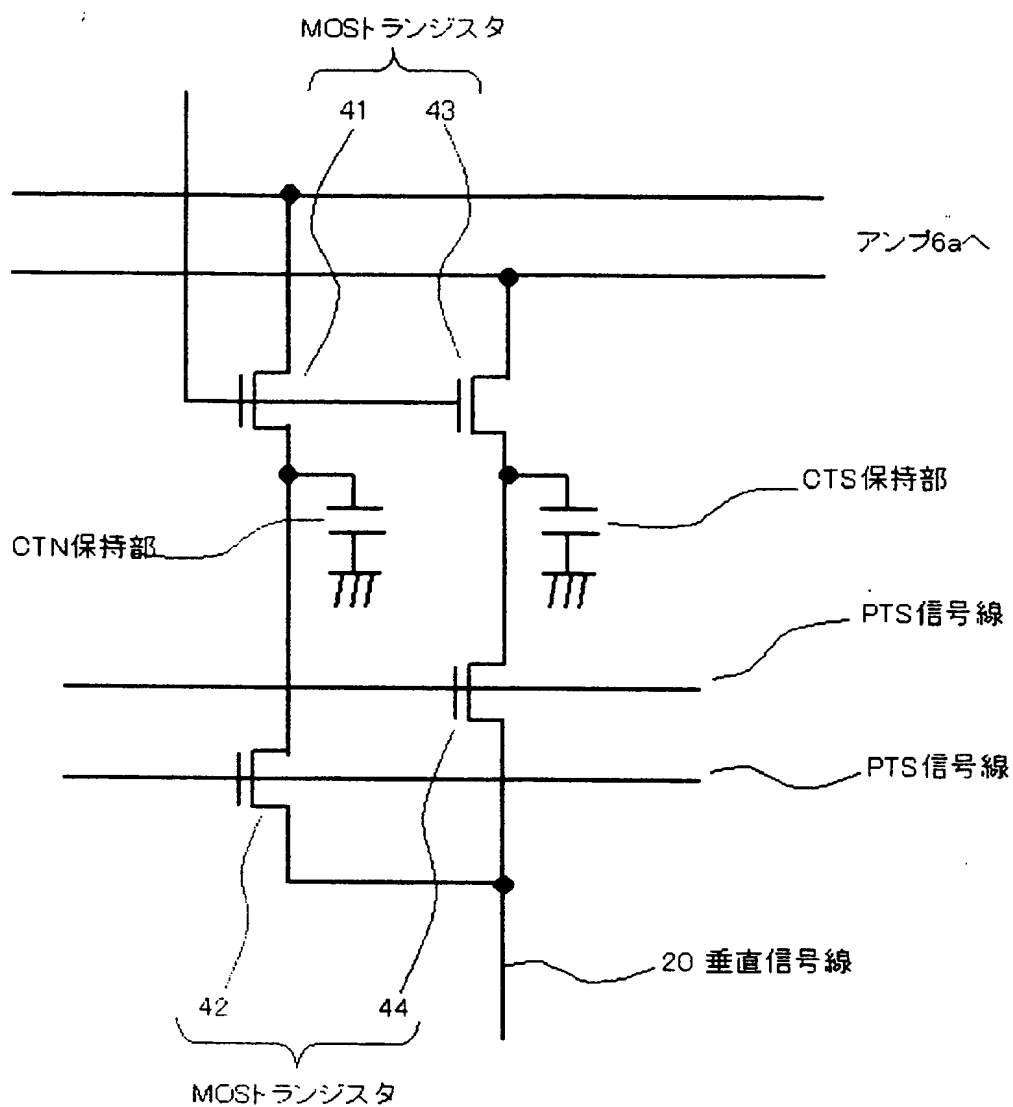 MOSトランジスタ
41 43
アンプ6aへ
CTS保持部
CTN保持部
PTS信号線
PTS信号線
20 垂直信号線
42 44
MOSトランジスタ